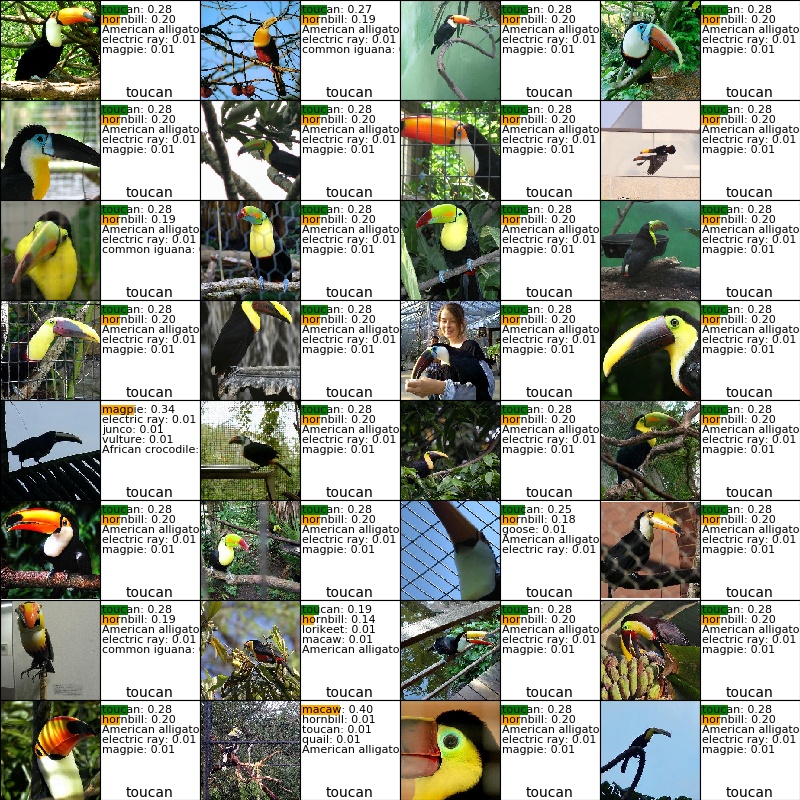 toucan: 0.28
hornbill: 0.20
American alligato
electric ray: 0.01
magpie: 0.01
toucan
toucan: 0.27
hornbill: 0.19
American alligato
electric ray: 0.01
common iguana:
toucan
toucan: 0.28
hornbill: 0.20
American alligato
electric ray: 0.01
magpie: 0.01
toucan
toucan: 0.28
hornbill: 0.20
American alligato
electric ray: 0.01
magpie: 0.01
toucan
toucan: 0.28
hornbill: 0.20
American alligato
electric ray: 0.01
magpie: 0.01
toucan
toucan: 0.28
hornbill: 0.20
American alligato
electric ray: 0.01
magpie: 0.01
toucan
toucan: 0.28
hornbill: 0.20
American alligato
electric ray: 0.01
magpie: 0.01
toucan
toucan: 0.28
hornbill: 0.20
American alligato
electric ray: 0.01
magpie: 0.01
toucan
toucan: 0.28
hornbill: 0.19
American alligato
electric ray: 0.01
common iguana:
toucan
toucan: 0.28
hornbill: 0.20
American alligato
electric ray: 0.01
magpie: 0.01
toucan
toucan: 0.28
hornbill: 0.20
American alligato
electric ray: 0.01
magpie: 0.01
toucan
toucan: 0.28
hornbill: 0.20
American alligato
electric ray: 0.01
magpie: 0.01
toucan
toucan: 0.28
hornbill: 0.20
American alligato
electric ray: 0.01
magpie: 0.01
toucan
toucan: 0.28
hornbill: 0.20
American alligato
electric ray: 0.01
magpie: 0.01
toucan
toucan: 0.28
hornbill: 0.20
American alligato
electric ray: 0.01
magpie: 0.01
toucan
toucan: 0.28
hornbill: 0.20
American alligato
electric ray: 0.01
magpie: 0.01
toucan
magpie: 0.34
electric ray: 0.01
junco: 0.01
vulture: 0.01
African crocodile:
toucan
toucan: 0.28
hornbill: 0.20
American alligato
electric ray: 0.01
magpie: 0.01
toucan
toucan: 0.28
hornbill: 0.20
American alligato
electric ray: 0.01
magpie: 0.01
toucan
toucan: 0.28
hornbill: 0.20
American alligato
electric ray: 0.01
magpie: 0.01
toucan
toucan: 0.28
hornbill: 0.20
American alligato
electric ray: 0.01
magpie: 0.01
toucan
toucan: 0.28
hornbill: 0.20
American alligato
electric ray: 0.01
magpie: 0.01
toucan
toucan: 0.25
hornbill: 0.18
goose: 0.01
American alligato
electric ray: 0.01
toucan
toucan: 0.28
hornbill: 0.20
American alligato
electric ray: 0.01
magpie: 0.01
toucan
toucan: 0.28
hornbill: 0.19
American alligato
electric ray: 0.01
common iguana:
toucan
toucan: 0.19
hornbill: 0.14
lorikeet: 0.01
macaw: 0.01
American alligato
toucan
toucan: 0.28
hornbill: 0.20
American alligato
electric ray: 0.01
magpie: 0.01
toucan
toucan: 0.28
hornbill: 0.20
American alligato
electric ray: 0.01
magpie: 0.01
toucan
toucan: 0.28
hornbill: 0.20
American alligato
electric ray: 0.01
magpie: 0.01
toucan
macaw: 0.40
hornbill: 0.01
toucan: 0.01
quail: 0.01
American alligato
toucan
toucan: 0.28
hornbill: 0.20
American alligato
electric ray: 0.01
magpie: 0.01
toucan
toucan: 0.28
hornbill: 0.20
American alligato
electric ray: 0.01
magpie: 0.01
toucan